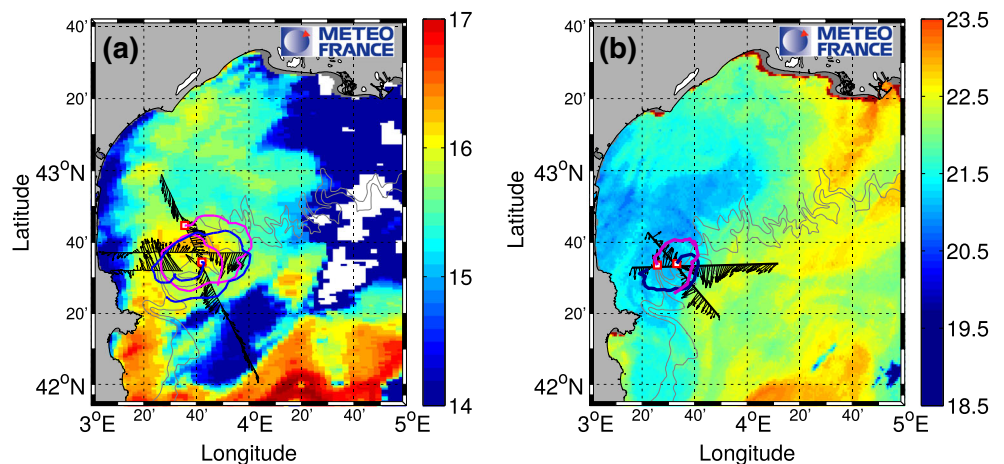 (a)
METEO
FRANCE
40'
20'
43°N
40'
20'
42°N
3°E
20'
40'
4°E
20'
40'
5°E
Latitude
Longitude
17
16
15
14
(b)
METEO
FRANCE
40'
20'
43°N
40'
20'
42°N
3°E
20'
40'
4°E
20'
40'
5°E
Latitude
Longitude
23.5
22.5
21.5
20.5
19.5
18.5